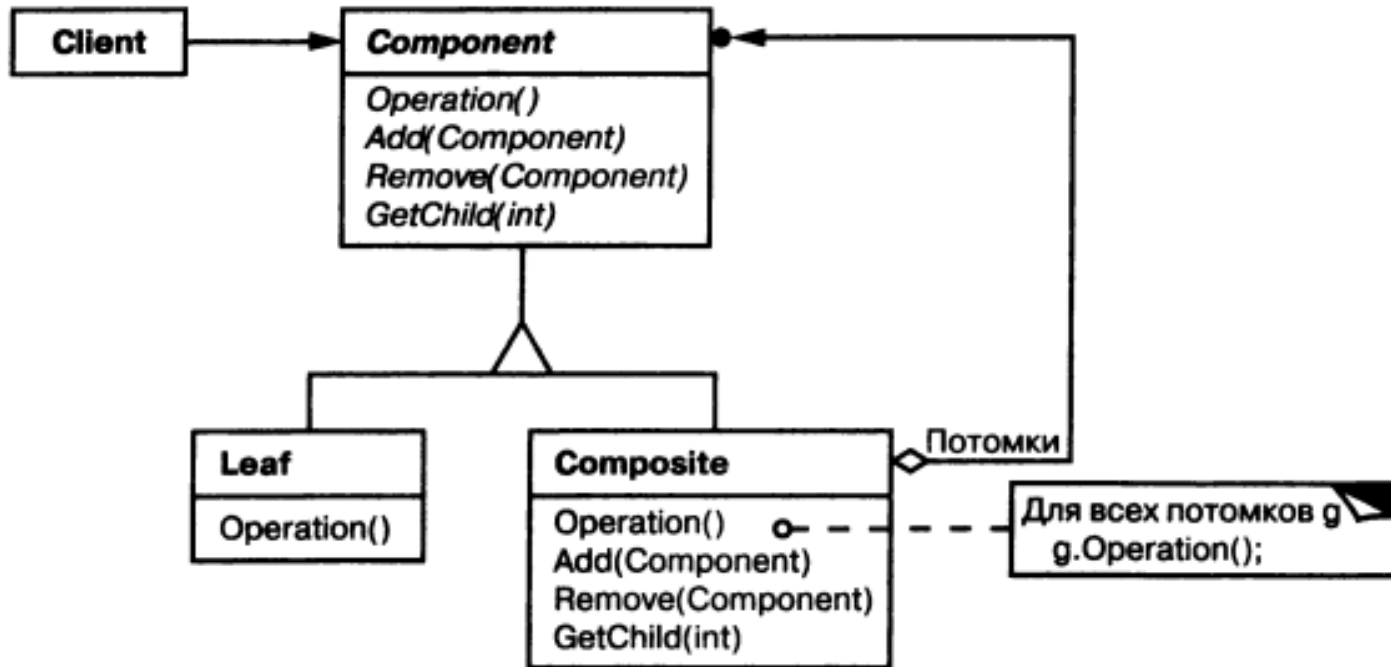 Client
Component
Operation()
Add(Component)
Remove(Component)
GetChild(int)
Leaf
Operation()
Composite
Operation()
Add(Component)
Remove(Component)
GetChild(int)
Потомки
Для всех потомков g
g.Operation();